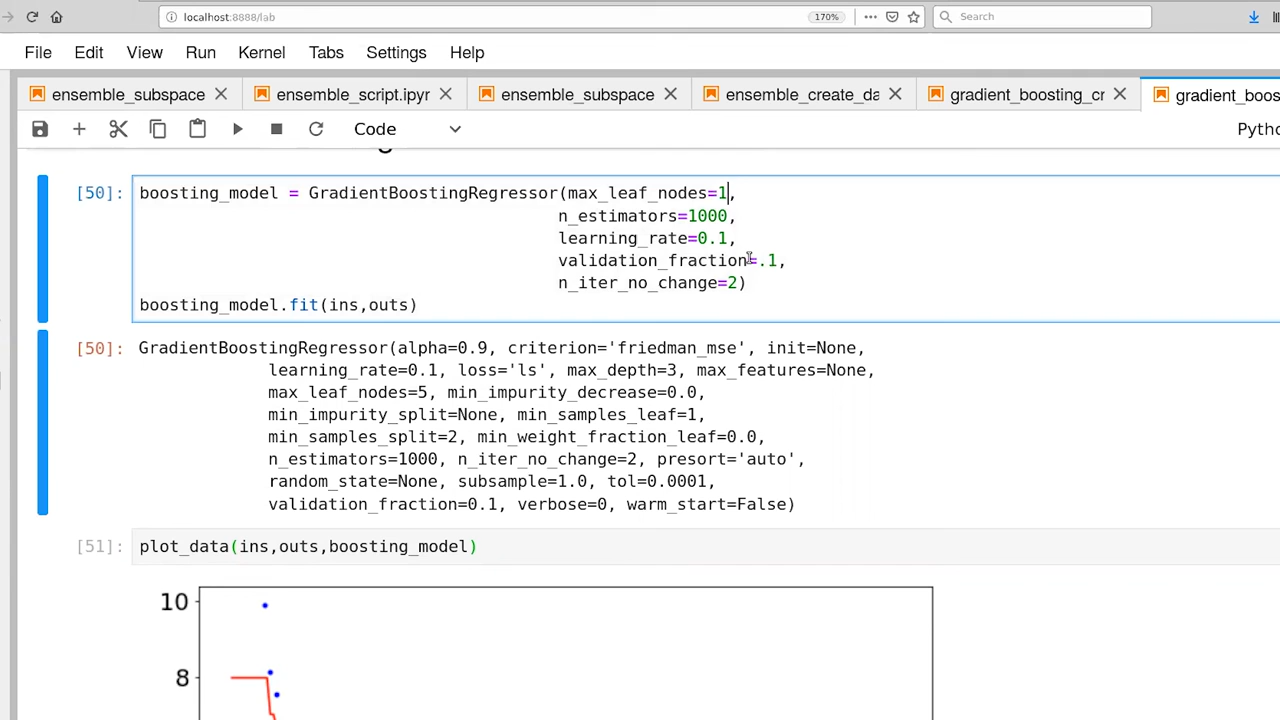 localhost:8888/lab
170%
Search
File Edit View Run Kernel Tabs Settings Help
ensemble_subspace
ensemble_script.ipyr
ensemble_subspace
ensemble_create_da
gradient_boosting_cr
gradient_boos
Code
Pytho
[50]:
boosting_model = GradientBoostingRegressor(max_leaf_nodes=1,
n_estimators=1000,
learning_rate=0.1,
validation_fraction=.1,
n_iter_no_change=2)
boosting_model.fit(ins,outs)
[50]:
GradientBoostingRegressor(alpha=0.9, criterion='friedman_mse', init=None,
learning_rate=0.1, loss='ls', max_depth=3, max_features=None,
max_leaf_nodes=5, min_impurity_decrease=0.0,
min_impurity_split=None, min_samples_leaf=1,
min_samples_split=2, min_weight_fraction_leaf=0.0,
n_estimators=1000, n_iter_no_change=2, presort='auto',
random_state=None, subsample=1.0, tol=0.0001,
validation_fraction=0.1, verbose=0, warm_start=False)
[51]:
plot_data(ins,outs,boosting_model)
10
8